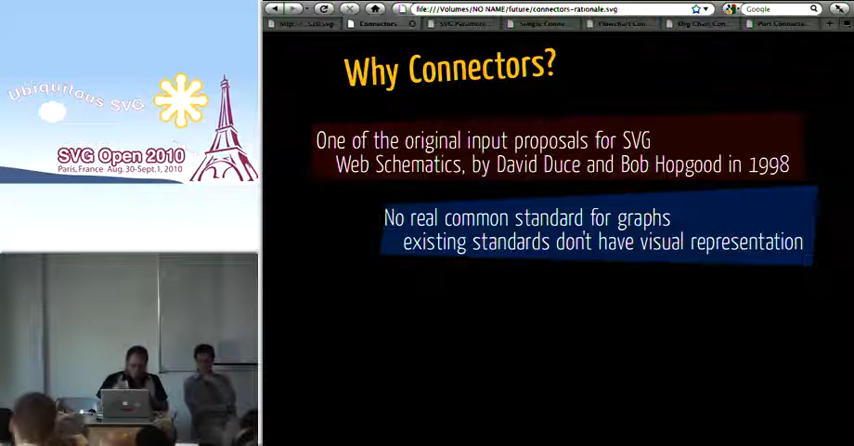 Ubiquitous SVG
SVG Open 2010
Paris, France Aug. 30-Sept.1, 2010
file:///Volumes/NO NAME/future/connectors-rationale.svg
Google
Connectors
Why Connectors?
One of the original input proposals for SVG
Web Schematics, by David Duce and Bob Hopgood in 1998
No real common standard for graphs
existing standards don't have visual representation